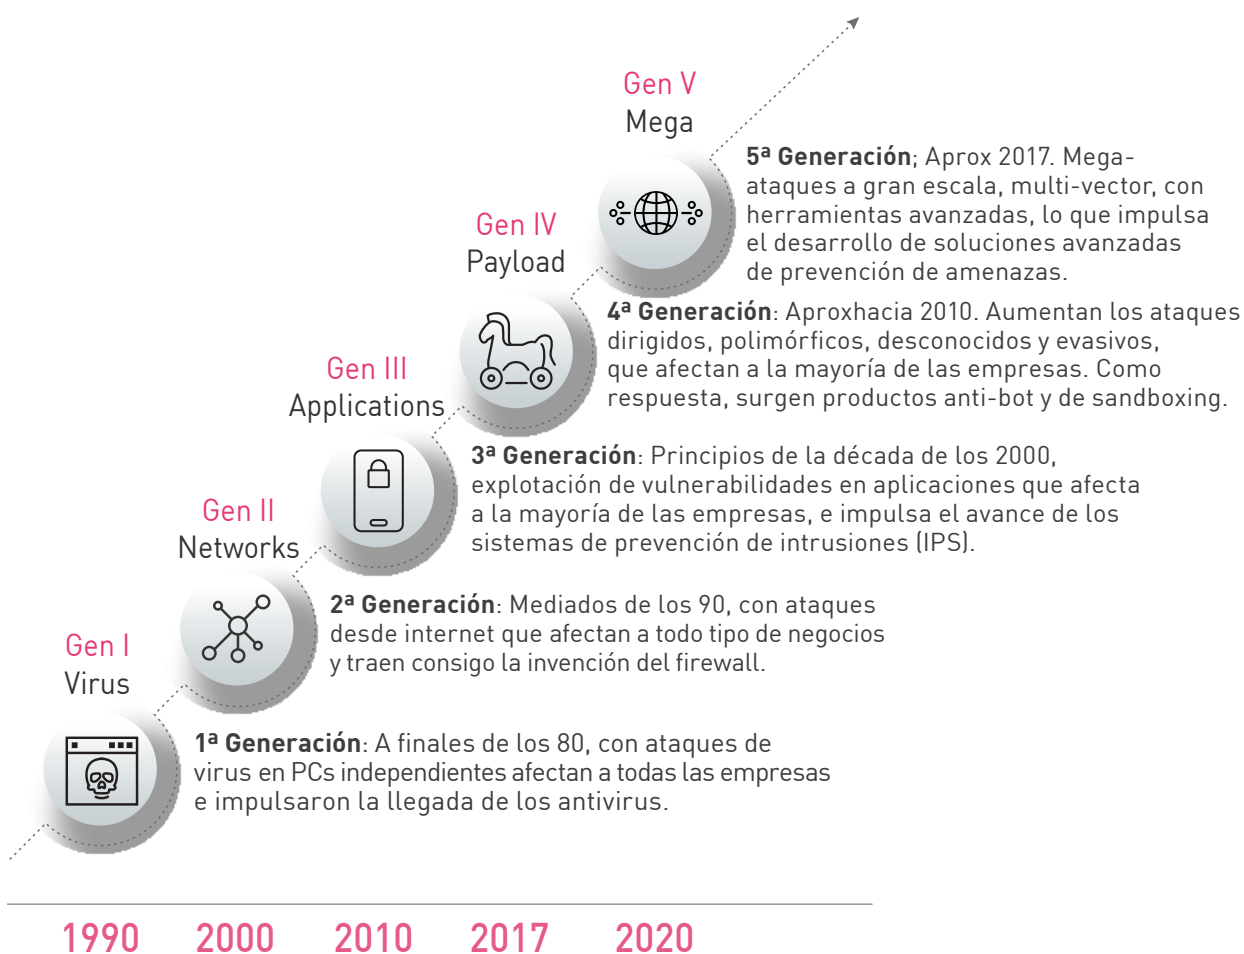 Gen V
Mega
5ª Generación; Aprox 2017. Mega-
ataques a gran escala, multi-vector, con
herramientas avanzadas, lo que impulsa
el desarrollo de soluciones avanzadas
de prevención de amenazas.
Gen IV
Payload
4ª Generación: Aproxhacia 2010. Aumentan los ataques
dirigidos, polimórficos, desconocidos y evasivos,
que afectan a la mayoría de las empresas. Como
respuesta, surgen productos anti-bot y de sandboxing.
Gen III
Applications
3ª Generación: Principios de la década de los 2000,
explotación de vulnerabilidades en aplicaciones que afecta
a la mayoría de las empresas, e impulsa el avance de los
sistemas de prevención de intrusiones (IPS).
Gen II
Networks
2ª Generación: Mediados de los 90, con ataques
desde internet que afectan a todo tipo de negocios
y traen consigo la invención del firewall.
Gen I
Virus
1ª Generación: A finales de los 80, con ataques de
virus en PCs independientes afectan a todas las empresas
e impulsaron la llegada de los antivirus.
1990 2000 2010 2017 2020